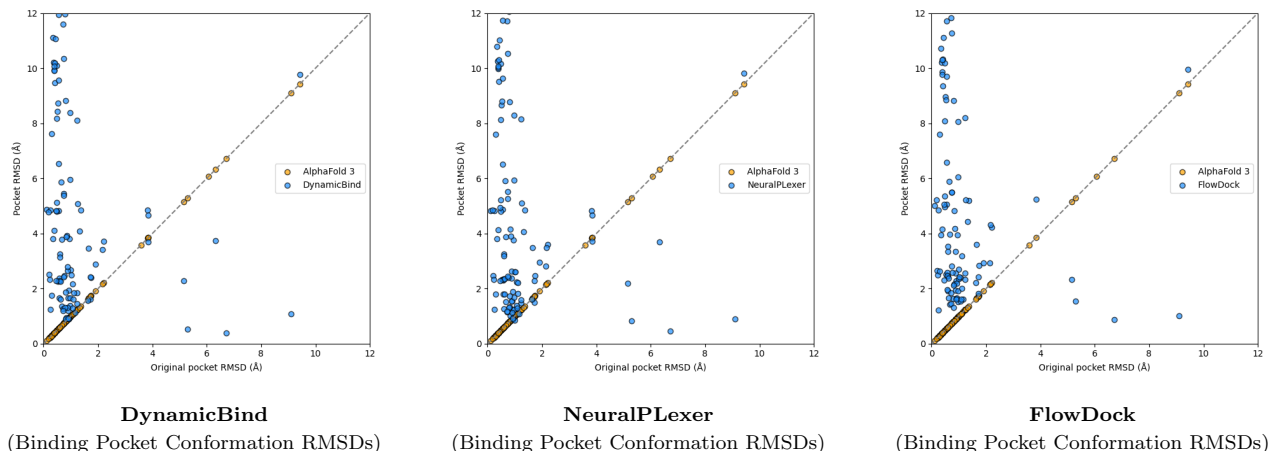 12
10
8
6
4
2
0
Pocket RMSD (Å)
0 2 4 6 8 10 12
Original pocket RMSD (Å)
AlphaFold 3
DynamicBind
DynamicBind
(Binding Pocket Conformation RMSDs)
12
10
8
6
4
2
0
Pocket RMSD (Å)
0 2 4 6 8 10 12
Original pocket RMSD (Å)
AlphaFold 3
NeuralPLexer
NeuralPLexer
(Binding Pocket Conformation RMSDs)
12
10
8
6
4
2
0
Pocket RMSD (Å)
0 2 4 6 8 10 12
Original pocket RMSD (Å)
AlphaFold 3
FlowDock
FlowDock
(Binding Pocket Conformation RMSDs)